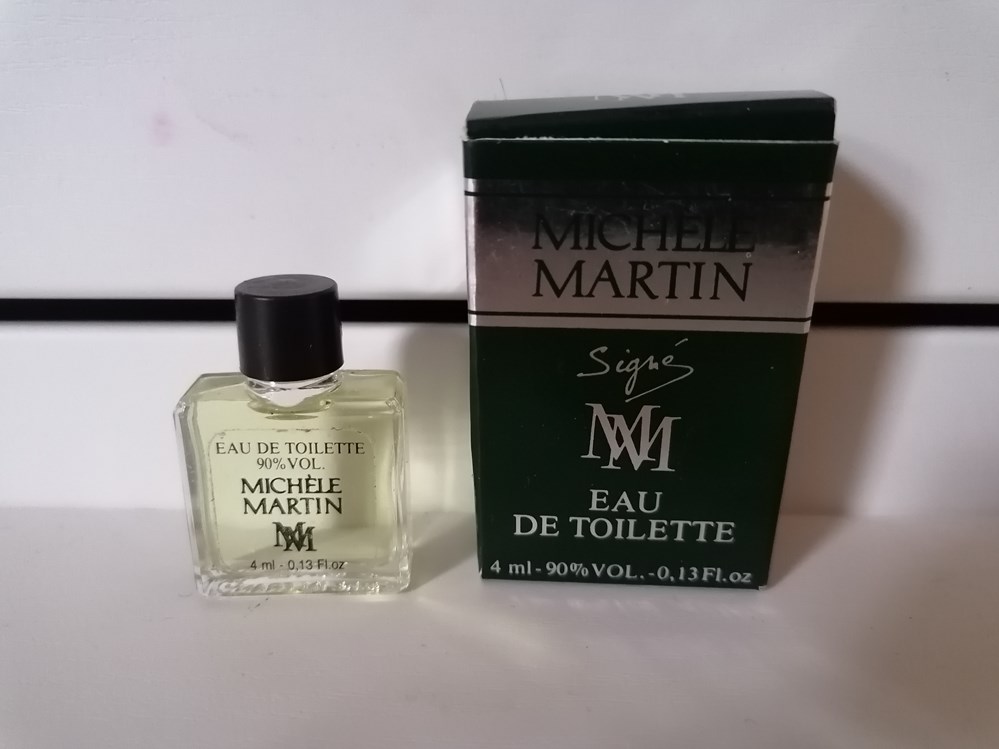 EAU DE TOILETTE
90% VOL.
MICHÈLE
MARTIN
MM
4 ml - 0,13 Fl.oz
MICHÈLE
MARTIN
Signé
MM
EAU
DE TOILETTE
4 ml - 90% VOL. - 0,13 Fl.oz